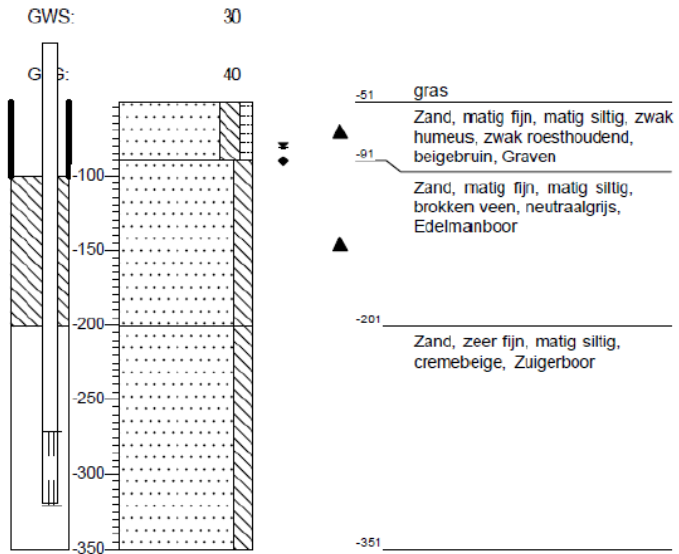 GWS: 30
G G: 40
-51 gras
Zand, matig fijn, matig siltig, zwak
humeus, zwak roesthoudend,
beigebruin, Graven
-91
Zand, matig fijn, matig siltig,
brokken veen, neutraalgrijs,
Edelmanboor
-201
Zand, zeer fijn, matig siltig,
cremebeige, Zuigerboor
-351
-100
-150
-200
-250
-300
-350